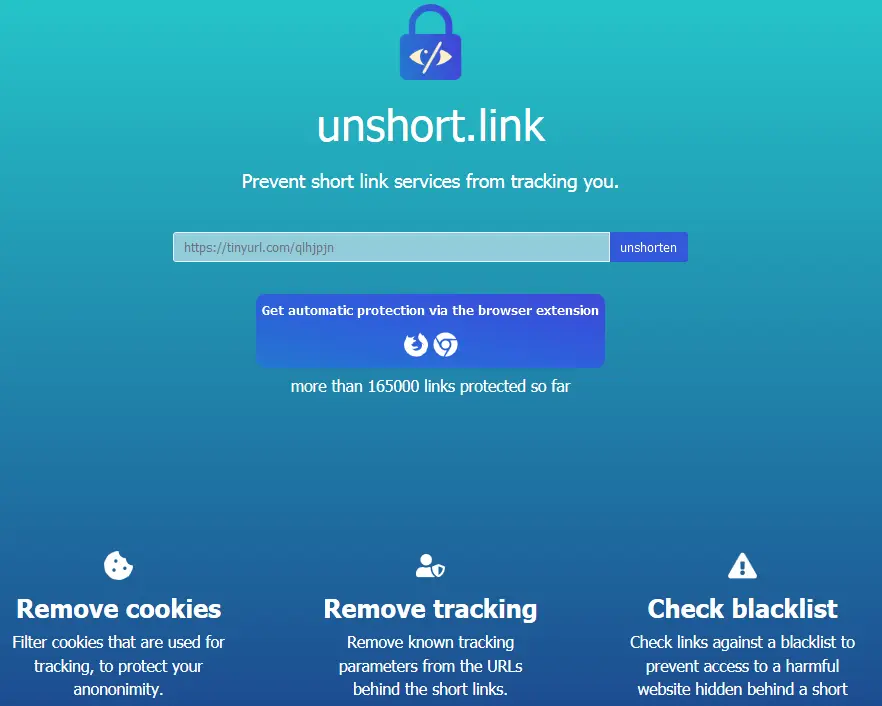 unshort.link
Prevent short link services from tracking you.
https://tinyurl.com/qlhjpjn
unshorten
Get automatic protection via the browser extension
more than 165000 links protected so far
Remove cookies
Filter cookies that are used for
tracking, to protect your
anononimity.
Remove tracking
Remove known tracking
parameters from the URLs
behind the short links.
Check blacklist
Check links against a blacklist to
prevent access to a harmful
website hidden behind a short